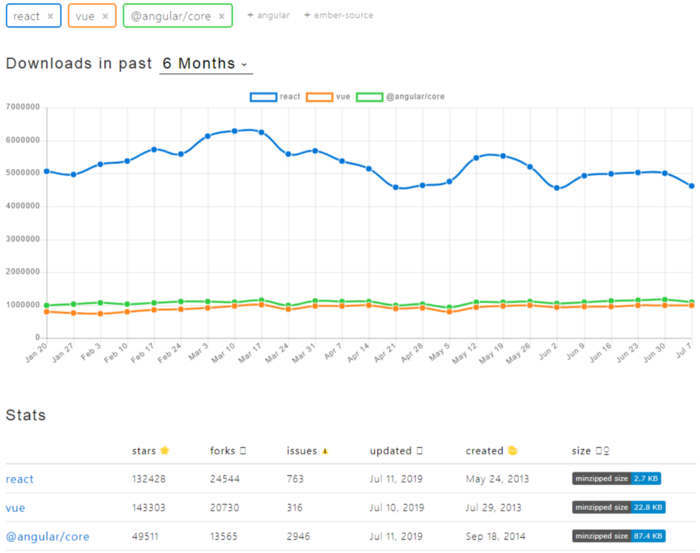 react × vue × @angular/core × + angular + ember-source
Downloads in past 6 Months
react vue @angular/core
7000000
6000000
5000000
4000000
3000000
2000000
1000000
0
Jan 20 Jan 27 Feb 3 Feb 10 Feb 17 Feb 24 Mar 3 Mar 10 Mar 17 Mar 24 Mar 31 Apr 7 Apr 14 Apr 21 Apr 28 May 5 May 12 May 19 May 26 Jun 2 Jun 9 Jun 16 Jun 23 Jun 30 Jul 7
Stats
stars forks issues updated created size
react 132428 24544 763 Jul 11, 2019 May 24, 2013 minzipped size 2.7 KB
vue 143303 20730 316 Jul 10, 2019 Jul 29, 2013 minzipped size 22.8 KB
@angular/core 49511 13565 2946 Jul 11, 2019 Sep 18, 2014 minzipped size 87.4 KB